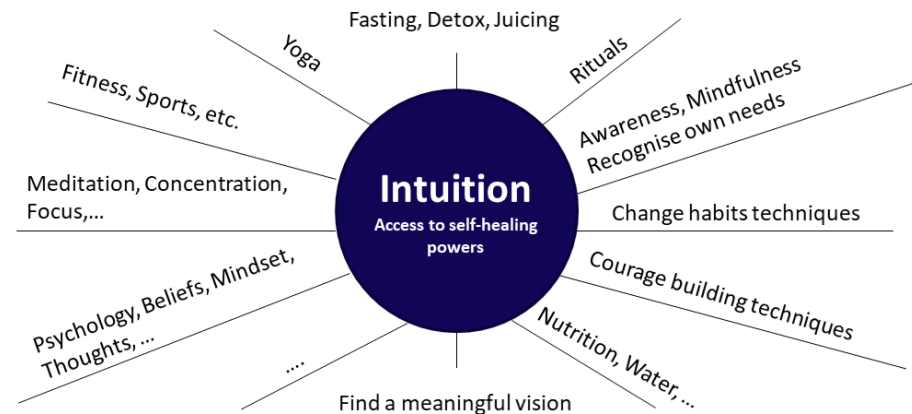 Fasting, Detox, Juicing
Yoga
Rituals
Fitness, Sports, etc.
Awareness, Mindfulness
Recognise own needs
Meditation, Concentration,
Focus,...
Intuition
Access to self-healing
powers
Change habits techniques
Psychology, Beliefs, Mindset,
Thoughts, ...
Courage building techniques
Nutrition, Water, ...
....
Find a meaningful vision